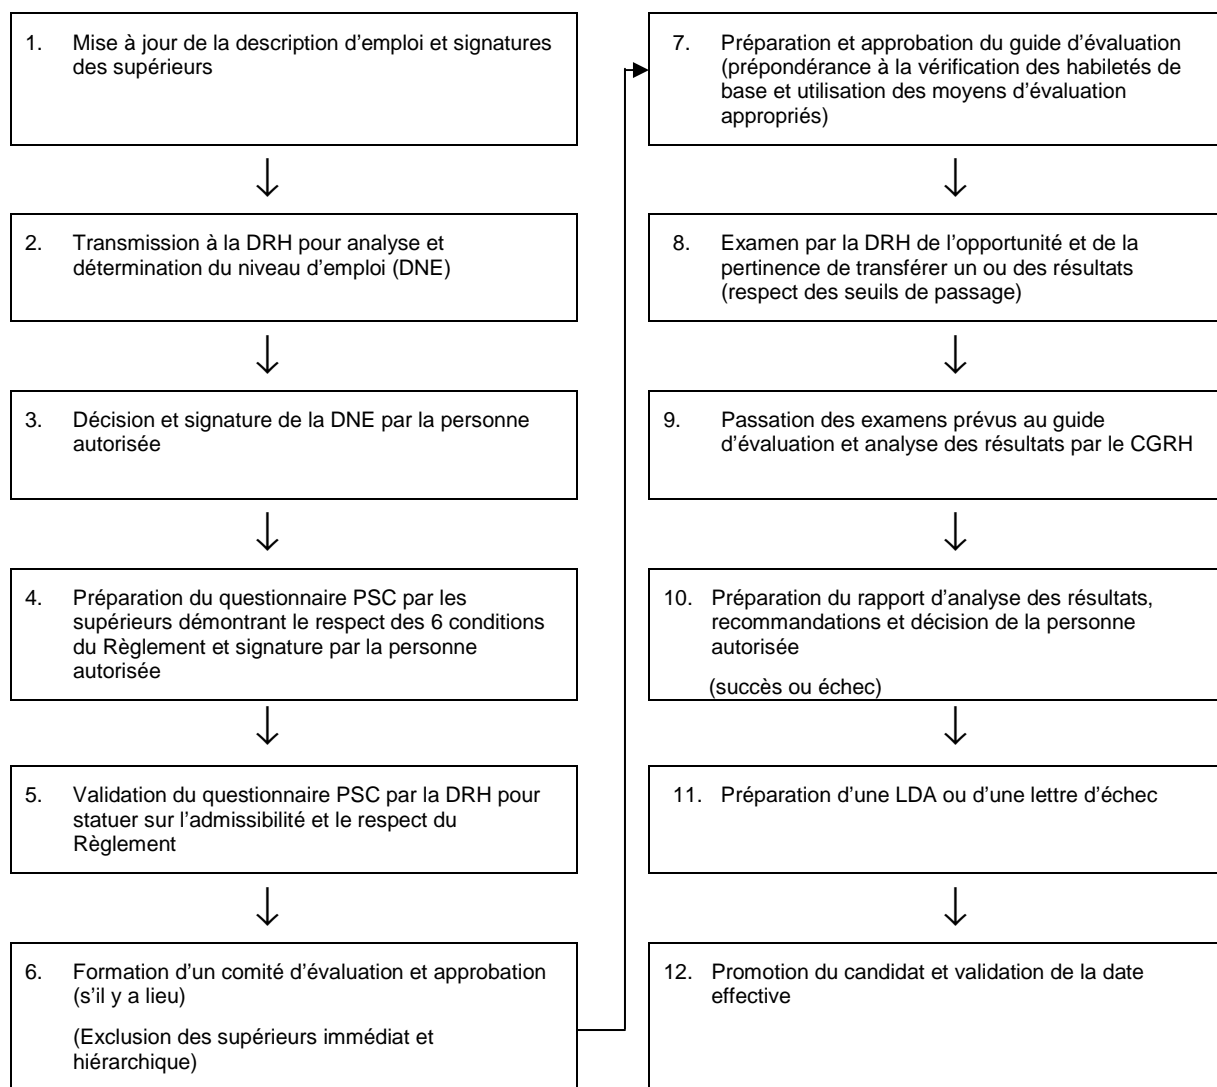 1. Mise à jour de la description d’emploi et signatures
des supérieurs
2. Transmission à la DRH pour analyse et
détermination du niveau d’emploi (DNE)
3. Décision et signature de la DNE par la personne
autorisée
4. Préparation du questionnaire PSC par les
supérieurs démontrant le respect des 6 conditions
du Règlement et signature par la personne
autorisée
5. Validation du questionnaire PSC par la DRH pour
statuer sur l’admissibilité et le respect du
Règlement
6. Formation d’un comité d’évaluation et approbation
(s’il y a lieu)
(Exclusion des supérieurs immédiat et
hiérarchique)
7. Préparation et approbation du guide d’évaluation
(prépondérance à la vérification des habiletés de
base et utilisation des moyens d’évaluation
appropriés)
8. Examen par la DRH de l’opportunité et de la
pertinence de transférer un ou des résultats
(respect des seuils de passage)
9. Passation des examens prévus au guide
d’évaluation et analyse des résultats par le CGRH
10. Préparation du rapport d’analyse des résultats,
recommandations et décision de la personne
autorisée
(succès ou échec)
11. Préparation d’une LDA ou d’une lettre d’échec
12. Promotion du candidat et validation de la date
effective